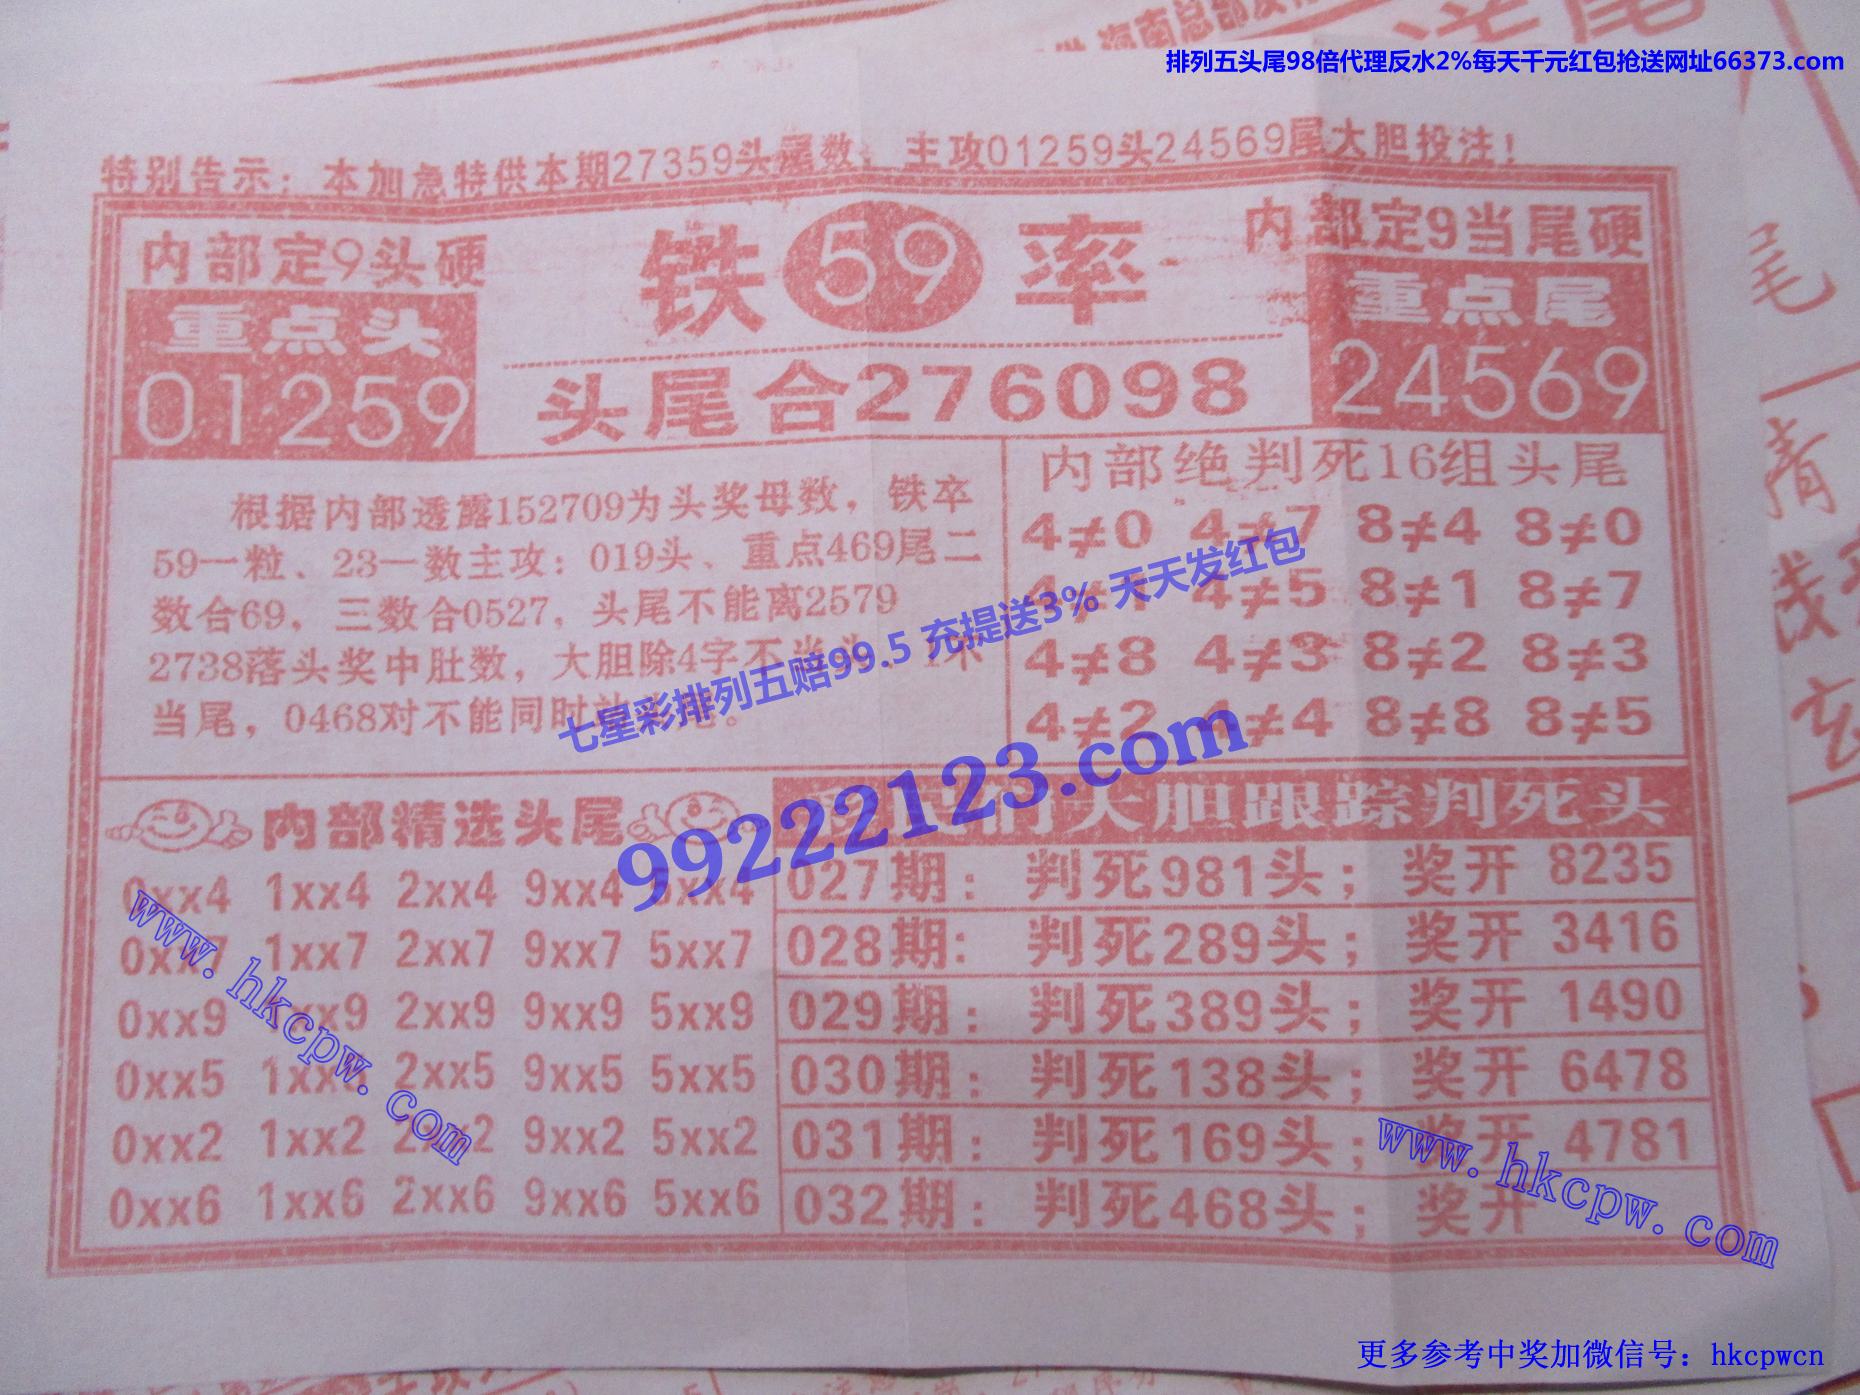 海南总部
排列五头尾98倍代理反水2%每天千元红包抢送网址66373.com
特别告示：本加急特供本期27359头尾数，主攻01259头24569尾大胆投注！
内部定9头硬
重点头
01259
铁59率
头尾合276098
内部定9当尾硬
重点尾
24569
根据内部透露152709为头奖母数，铁卒
59一粒、23一数主攻：019头、重点469尾二
数合69，三数合0527，头尾不能离2579
2738落头奖中肚数，大胆除4字不当头
当尾，0468对不能同时
内部绝判死16组头尾
4≠0 4≠7 8≠4 8≠0
4≠1 4≠5 8≠1 8≠7
4≠8 4≠3 8≠2 8≠3
4≠2 4≠4 8≠8 8≠5
七星彩排列五赔99.5 充提送3% 天天发红包
99222123.com
内部精选头尾
0xx4 1xx4 2xx4 9xx4 5xx4
0xx7 1xx7 2xx7 9xx7 5xx7
0xx9 1xx9 2xx9 9xx9 5xx9
0xx5 1xx5 2xx5 9xx5 5xx5
0xx2 1xx2 2xx2 9xx2 5xx2
0xx6 1xx6 2xx6 9xx6 5xx6
大胆跟踪判死头
027期：判死981头；奖开 8235
028期：判死289头；奖开 3416
029期：判死389头；奖开 1490
030期：判死138头；奖开 6478
031期：判死169头；奖开 4781
032期：判死468头；奖开
www.hkcpw.com
www.hkcpw.com
尾
更多参考中奖加微信号：hkcpwcn